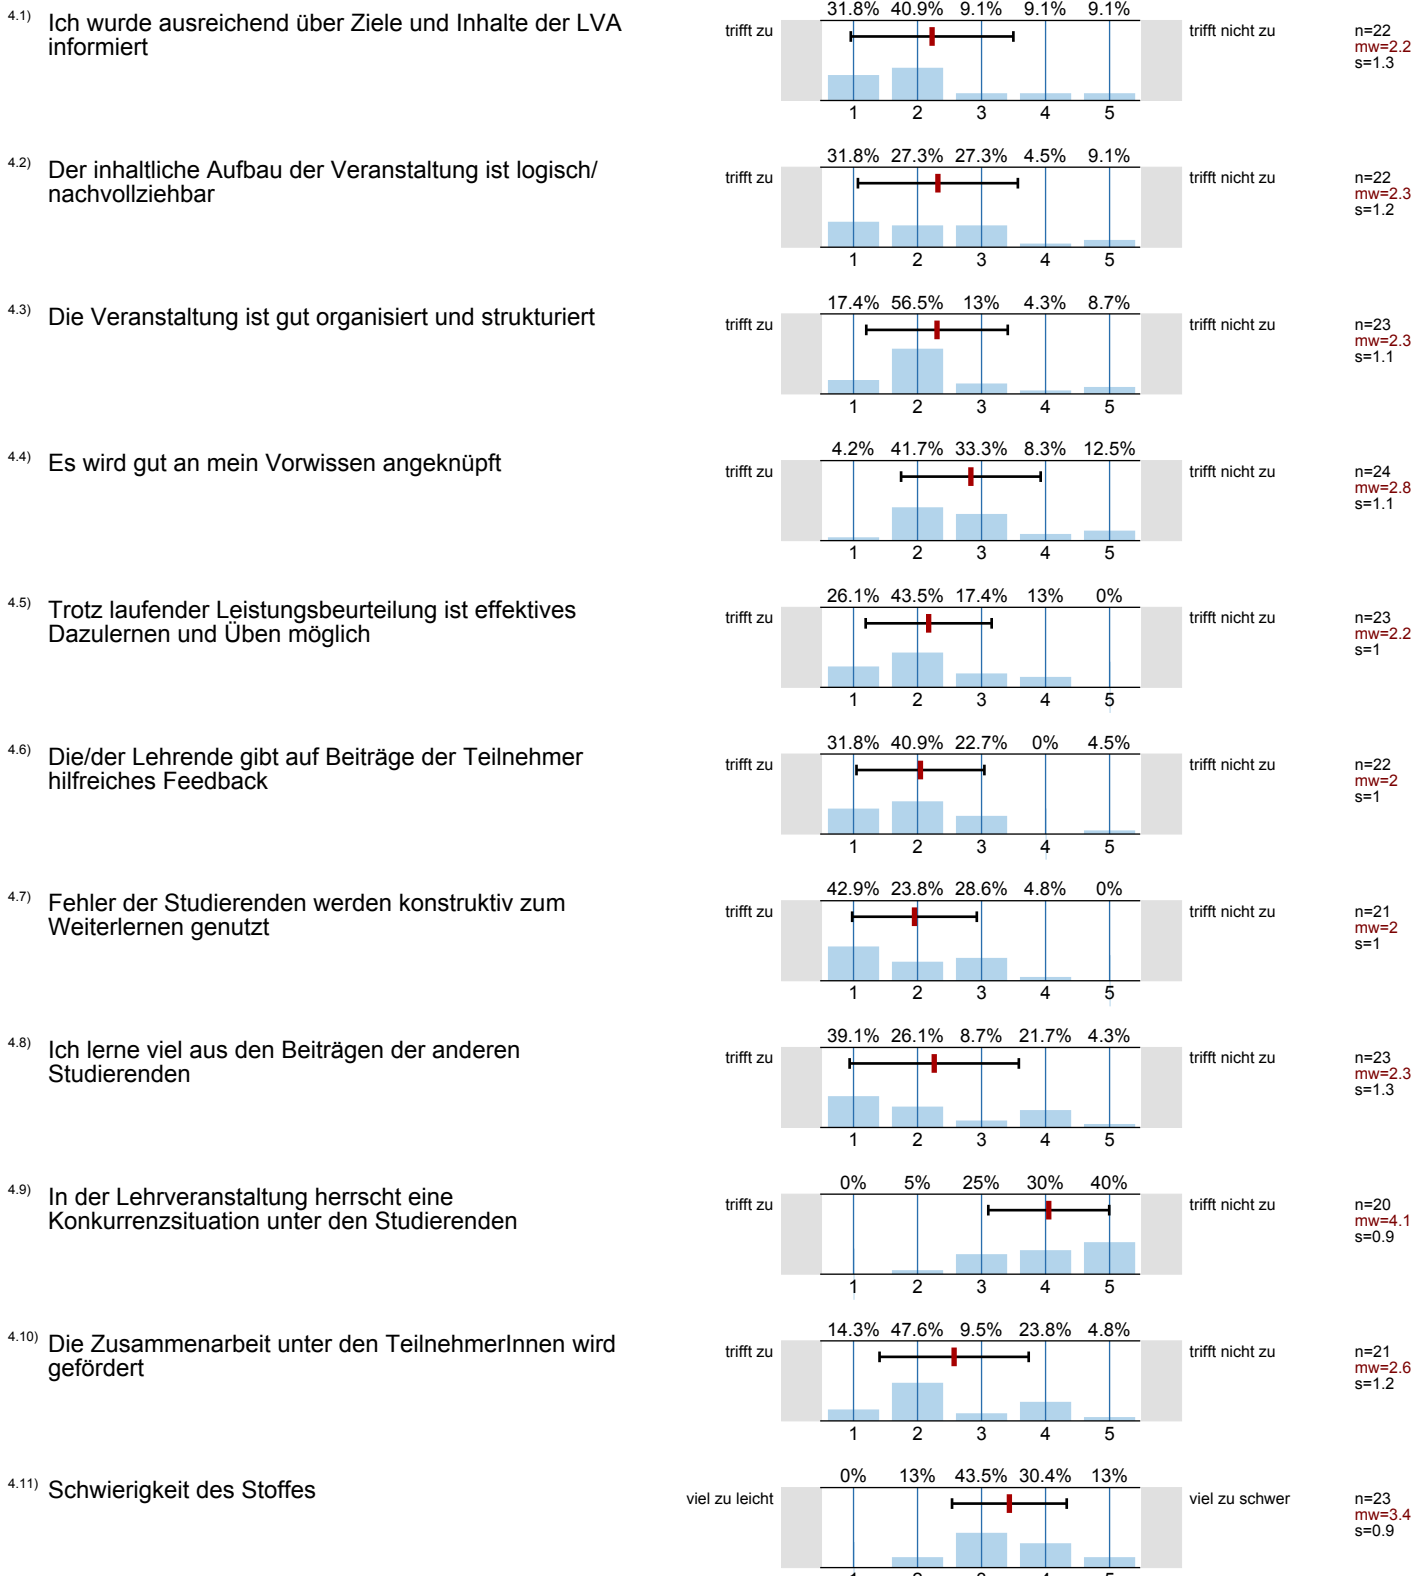 4.1) Ich wurde ausreichend über Ziele und Inhalte der LVA
informiert
31.8% 40.9% 9.1% 9.1% 9.1%
trifft zu trifft nicht zu
n=22
mw=2.2
s=1.3
1 2 3 4 5
4.2) Der inhaltliche Aufbau der Veranstaltung ist logisch/
nachvollziehbar
31.8% 27.3% 27.3% 4.5% 9.1%
trifft zu trifft nicht zu
n=22
mw=2.3
s=1.2
1 2 3 4 5
4.3) Die Veranstaltung ist gut organisiert und strukturiert
17.4% 56.5% 13% 4.3% 8.7%
trifft zu trifft nicht zu
n=23
mw=2.3
s=1.1
1 2 3 4 5
4.4) Es wird gut an mein Vorwissen angeknüpft
4.2% 41.7% 33.3% 8.3% 12.5%
trifft zu trifft nicht zu
n=24
mw=2.8
s=1.1
1 2 3 4 5
4.5) Trotz laufender Leistungsbeurteilung ist effektives
Dazulernen und Üben möglich
26.1% 43.5% 17.4% 13% 0%
trifft zu trifft nicht zu
n=23
mw=2.2
s=1
1 2 3 4 5
4.6) Die/der Lehrende gibt auf Beiträge der Teilnehmer
hilfreiches Feedback
31.8% 40.9% 22.7% 0% 4.5%
trifft zu trifft nicht zu
n=22
mw=2
s=1
1 2 3 4 5
4.7) Fehler der Studierenden werden konstruktiv zum
Weiterlernen genutzt
42.9% 23.8% 28.6% 4.8% 0%
trifft zu trifft nicht zu
n=21
mw=2
s=1
1 2 3 4 5
4.8) Ich lerne viel aus den Beiträgen der anderen
Studierenden
39.1% 26.1% 8.7% 21.7% 4.3%
trifft zu trifft nicht zu
n=23
mw=2.3
s=1.3
1 2 3 4 5
4.9) In der Lehrveranstaltung herrscht eine
Konkurrenzsituation unter den Studierenden
0% 5% 25% 30% 40%
trifft zu trifft nicht zu
n=20
mw=4.1
s=0.9
1 2 3 4 5
4.10) Die Zusammenarbeit unter den TeilnehmerInnen wird
gefördert
14.3% 47.6% 9.5% 23.8% 4.8%
trifft zu trifft nicht zu
n=21
mw=2.6
s=1.2
1 2 3 4 5
4.11) Schwierigkeit des Stoffes
0% 13% 43.5% 30.4% 13%
viel zu leicht viel zu schwer
n=23
mw=3.4
s=0.9